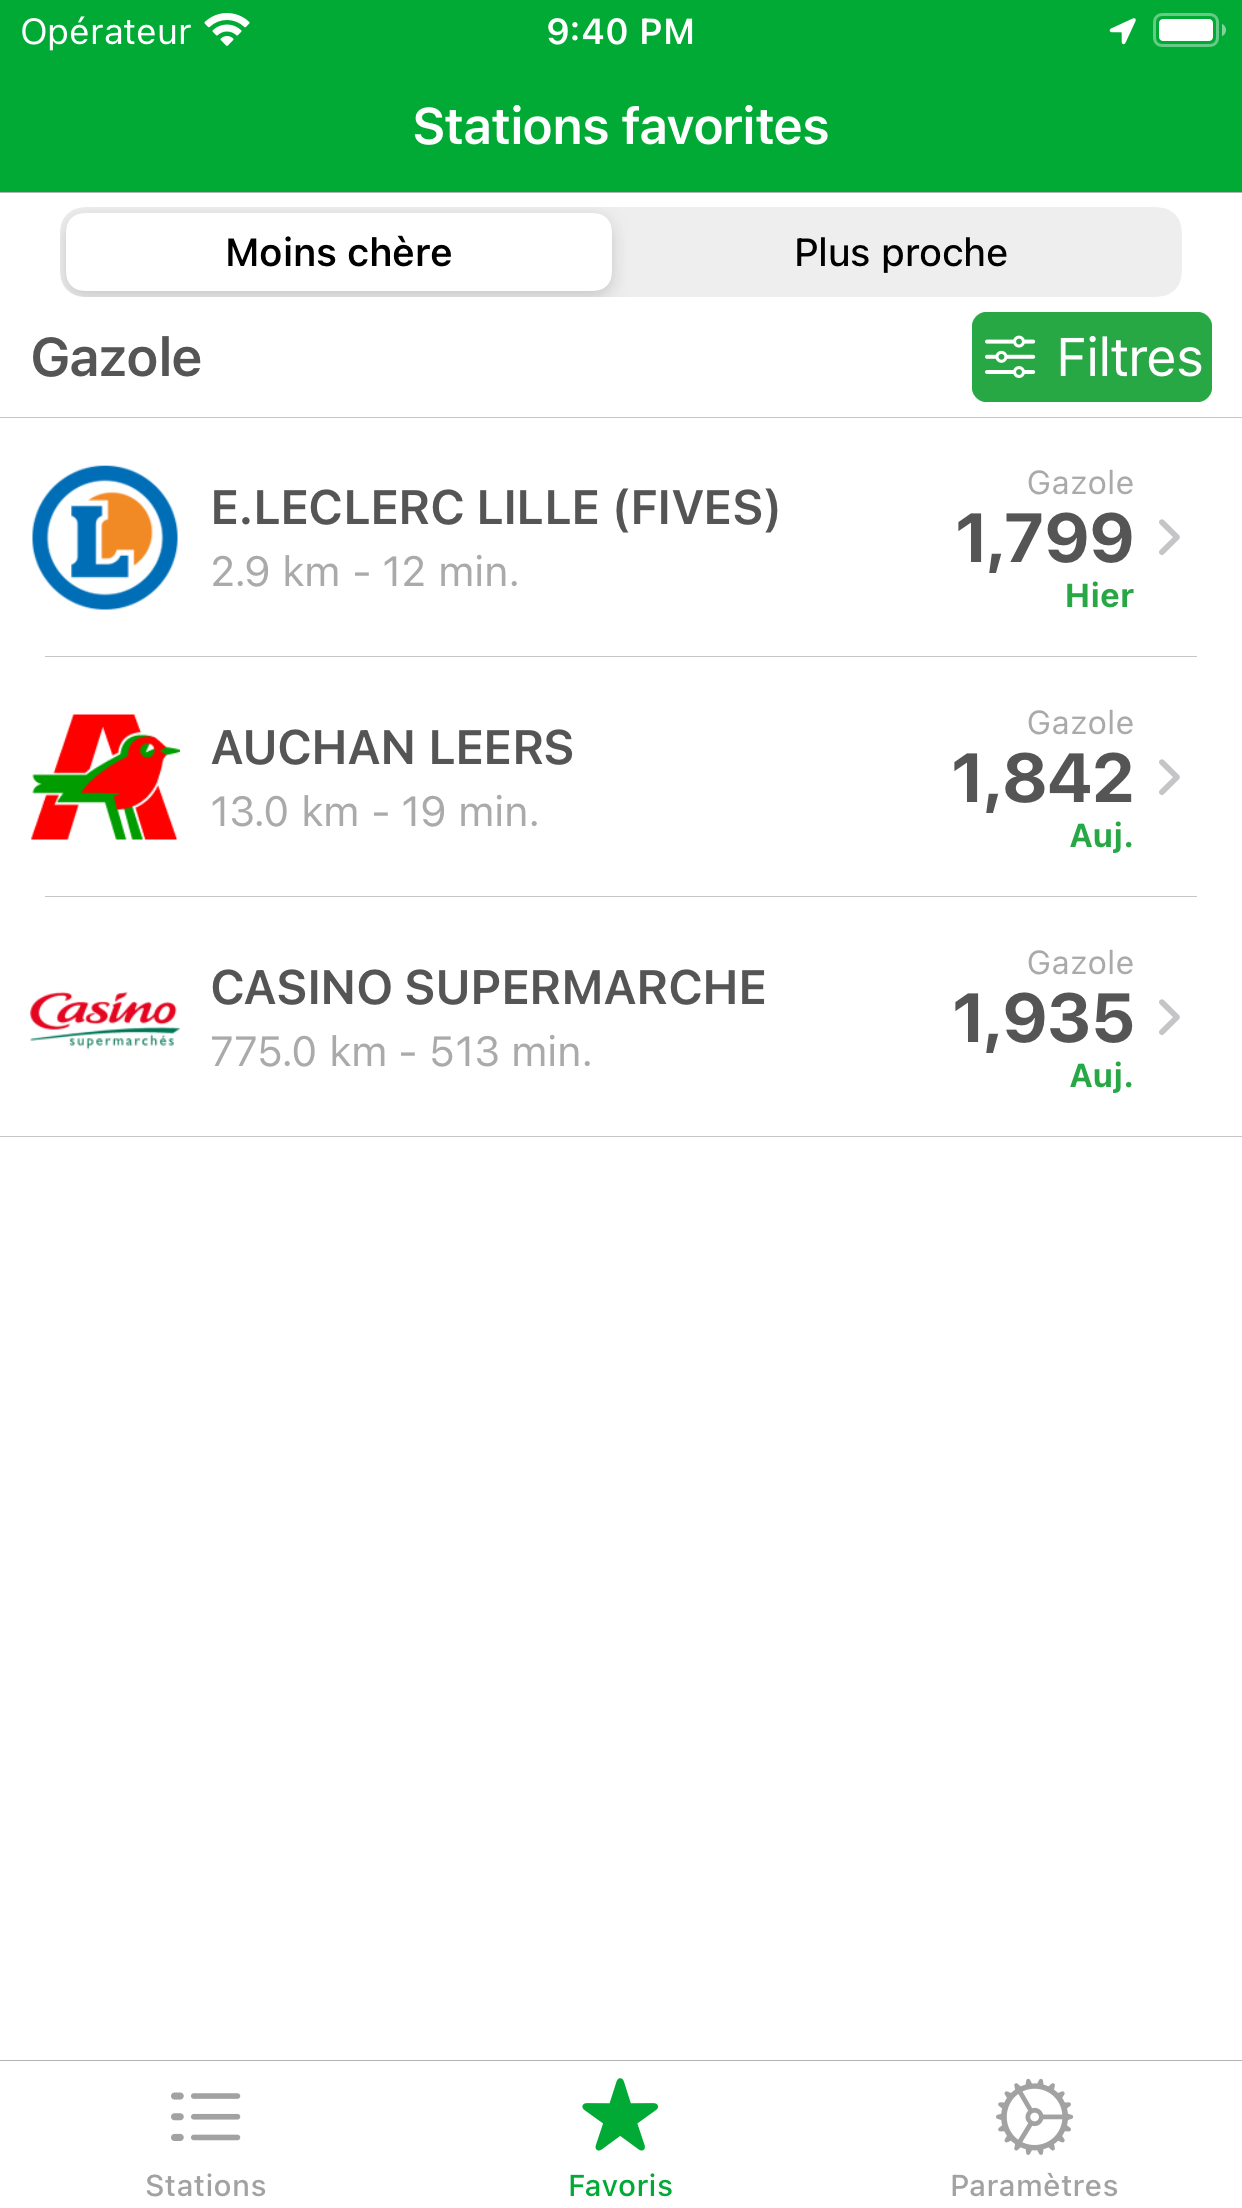 Opérateur 9:40 PM
Stations favorites
Moins chère Plus proche
Gazole Filtres
Gazole
E.LECLERC LILLE (FIVES) 1,799
2.9 km - 12 min.
Hier
Gazole
AUCHAN LEERS 1,842
13.0 km - 19 min.
Auj.
Gazole
CASINO SUPERMARCHE 1,935
Casino
supermarchés
775.0 km - 513 min.
Auj.
Stations Favoris Paramètres